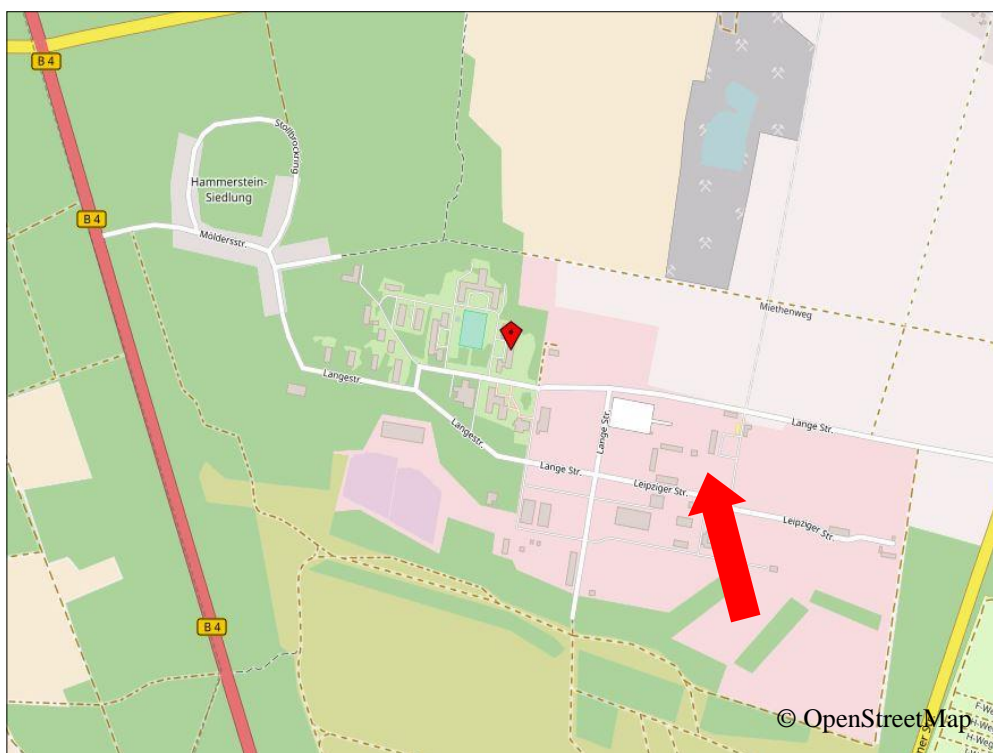 B 4
Stollbrockring
Hammerstein-
Siedlung
B 4
Möldersstr.
Miethenweg
Langestr.
Langestr.
Lange Str.
Lange Str.
Lange Str.
Leipziger Str.
Leipziger Str.
B 4
© OpenStreetMap